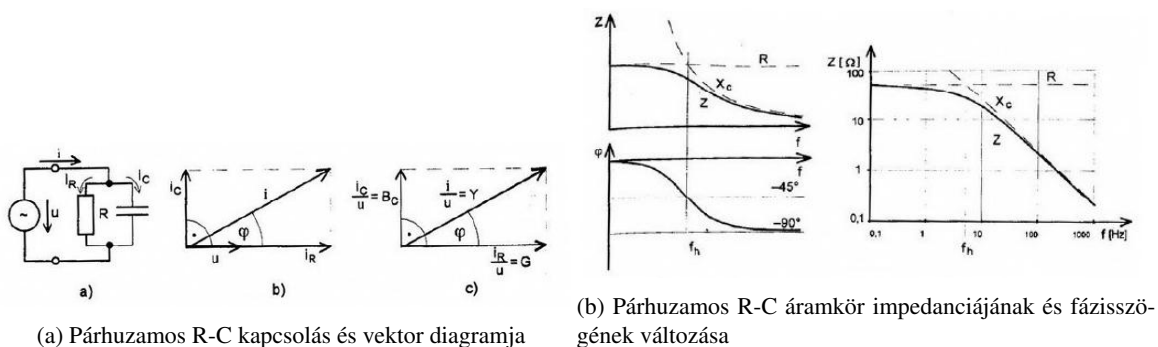 i
i_R
i_C
u
R
~
a)
i_C
i
φ
u
i_R
b)
i_C/u = B_C
i/u = Y
φ
i_R/u = G
c)
(a) Párhuzamos R-C kapcsolás és vektor diagramja
Z
R
X_C
Z
f
φ
f
-45°
-90°
f_h
Z [Ω]
100
10
1
0,1
R
X_C
Z
0.1
1
10
100
1000
f [Hz]
f_h
(b) Párhuzamos R-C áramkör impedanciájának és fázisszö-
gének változása